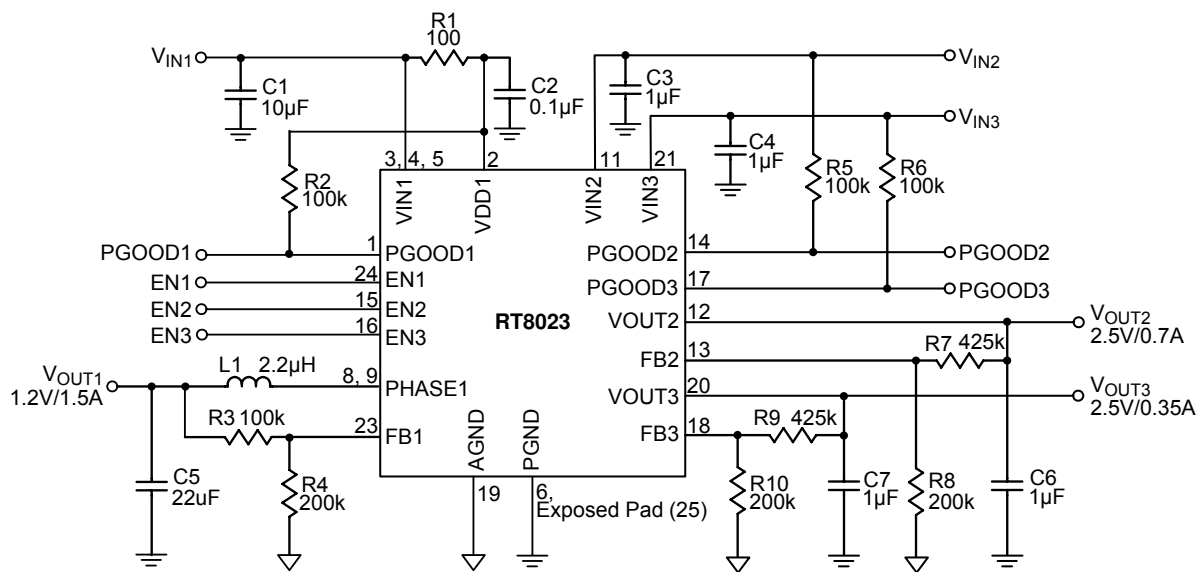 R1
100
VIN1
C1
10µF
C2
0.1µF
C3
1µF
VIN2
VIN3
C4
1µF
3, 4, 5
2
11
21
R2
100k
R5
100k
R6
100k
VIN1
VDD1
VIN2
VIN3
PGOOD1
1
PGOOD1
PGOOD2
14
PGOOD2
EN1
24
EN1
PGOOD3
17
PGOOD3
EN2
15
EN2
EN3
16
EN3
RT8023
VOUT2
12
VOUT2
2.5V/0.7A
R7 425k
FB2
13
L1 2.2µH
VOUT1
1.2V/1.5A
8, 9
PHASE1
VOUT3
20
VOUT3
2.5V/0.35A
R3 100k
23
FB1
R9 425k
FB3
18
AGND
PGND
C5
22uF
R4
200k
19
6,
Exposed Pad (25)
R10
200k
C7
1µF
R8
200k
C6
1µF